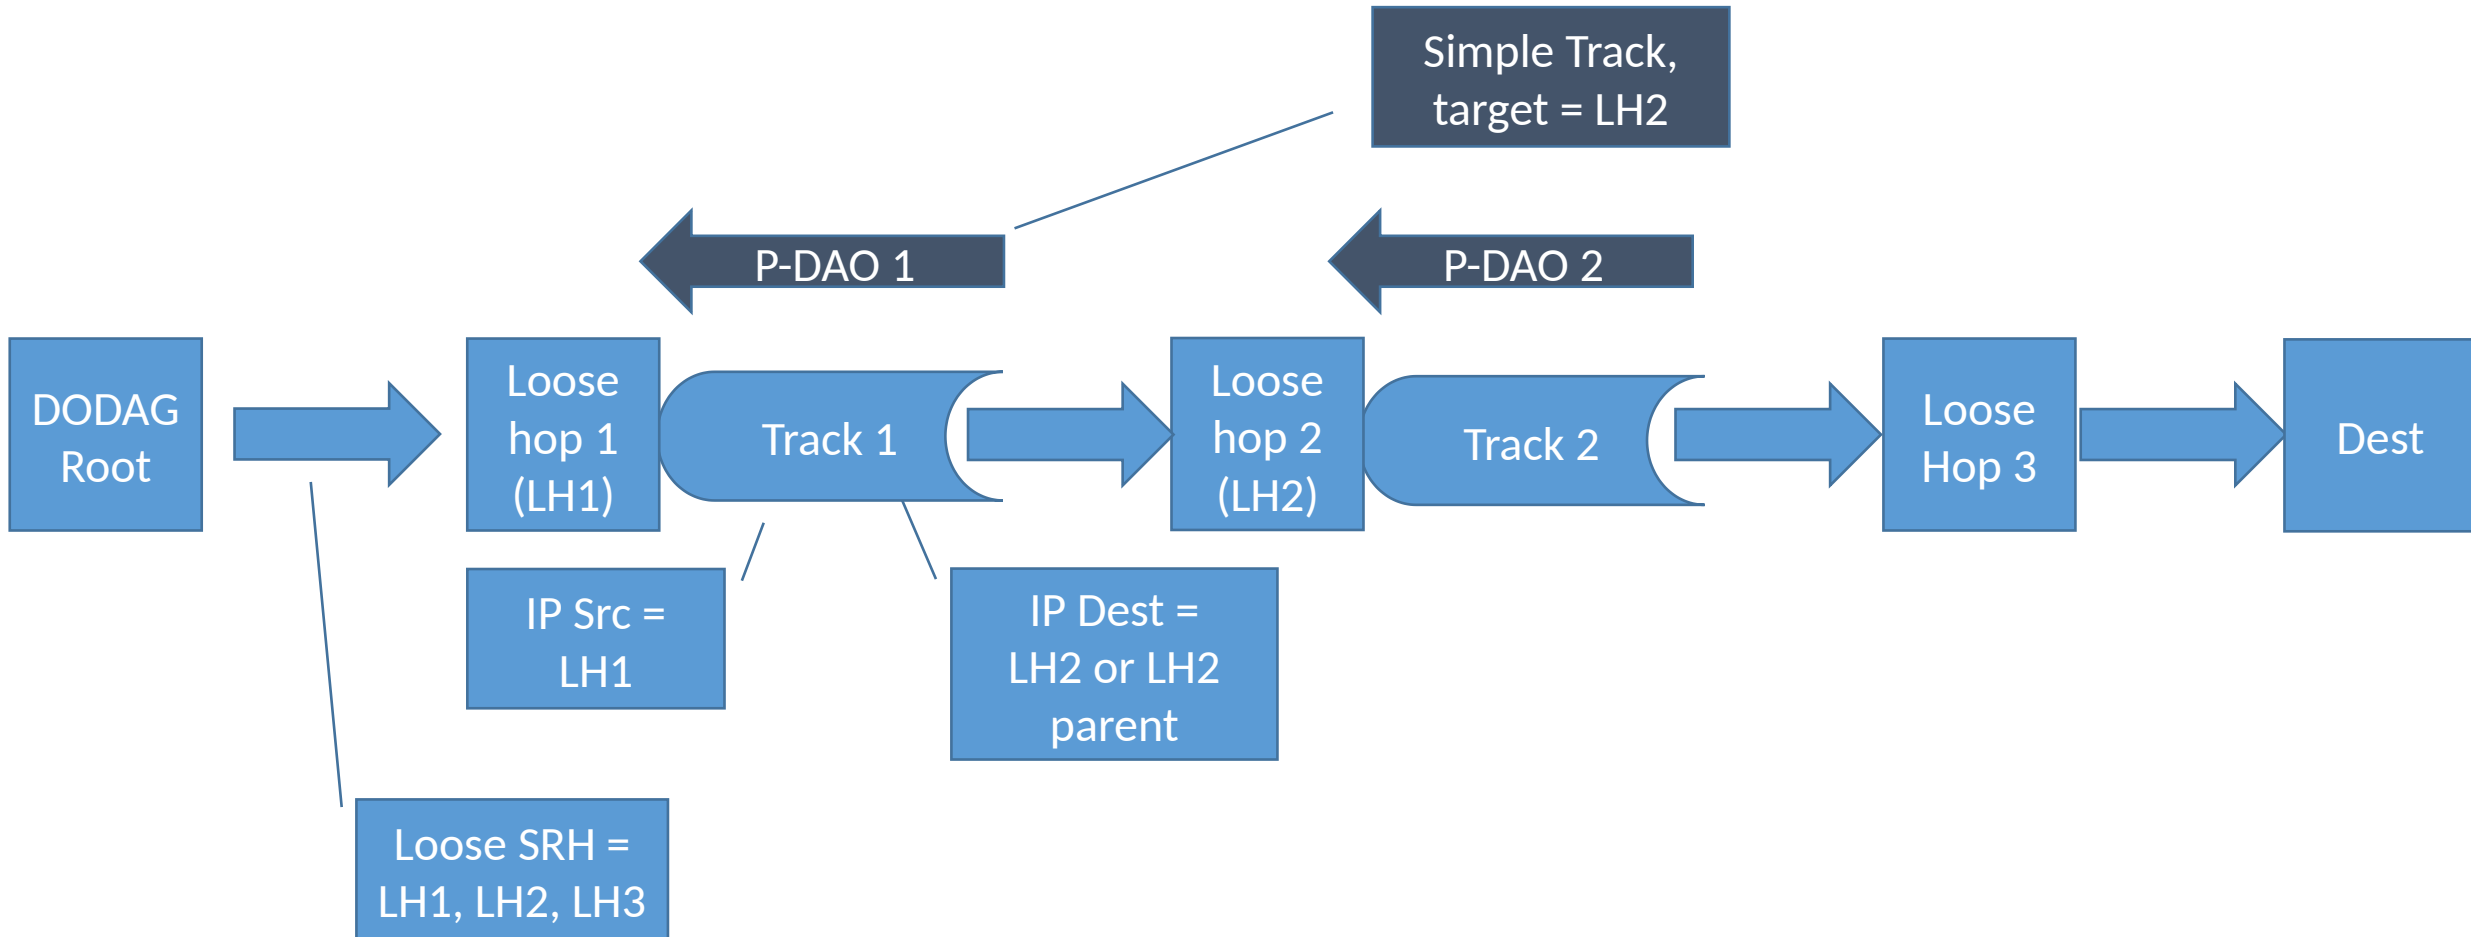 Simple Track,
target = LH2
P-DAO 1
P-DAO 2
DODAG
Root
Loose
hop 1
(LH1)
Track 1
Loose
hop 2
(LH2)
Track 2
Loose
Hop 3
Dest
IP Src =
LH1
IP Dest =
LH2 or LH2
parent
Loose SRH =
LH1, LH2, LH3